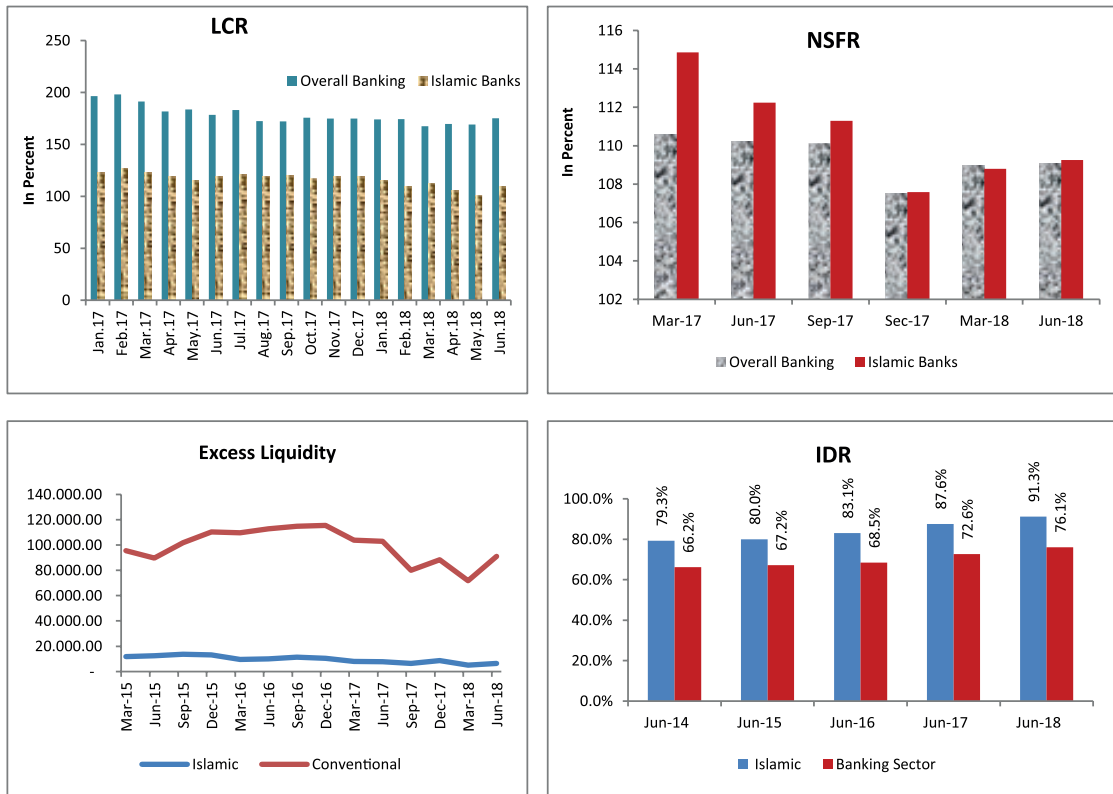 LCR
250
200
150
100
50
0
In Percent
Overall Banking Islamic Banks
Jan.17 Feb.17 Mar.17 Apr.17 May.17 Jun.17 Jul.17 Aug.17 Sep.17 Oct.17 Nov.17 Dec.17 Jan.18 Feb.18 Mar.18 Apr.18 May.18 Jun.18
NSFR
116
114
112
110
108
106
104
102
In Percent
Mar-17 Jun-17 Sep-17 Sec-17 Mar-18 Jun-18
Overall Banking Islamic Banks
Excess Liquidity
140.000.00
120.000.00
100.000.00
80.000.00
60.000.00
40.000.00
20.000.00
-
Mar-15 Jun-15 Sep-15 Dec-15 Mar-16 Jun-16 Sep-16 Dec-16 Mar-17 Jun-17 Sep-17 Dec-17 Mar-18 Jun-18
Islamic Conventional
IDR
100.0%
80.0%
60.0%
40.0%
20.0%
0.0%
79.3% 66.2% 80.0% 67.2% 83.1% 68.5% 87.6% 72.6% 91.3% 76.1%
Jun-14 Jun-15 Jun-16 Jun-17 Jun-18
Islamic Banking Sector